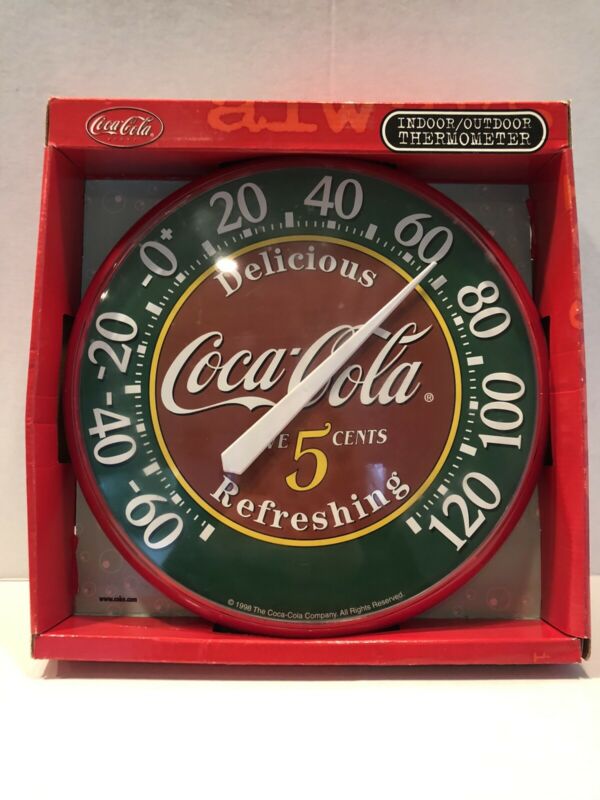 Coca-Cola
INDOOR/OUTDOOR
THERMOMETER
-60
-40
-20
-0+
20
40
60
80
100
120
Delicious
Coca-Cola ®
5 CENTS
Refreshing
© 1998 The Coca-Cola Company. All Rights Reserved.
www.coke.com